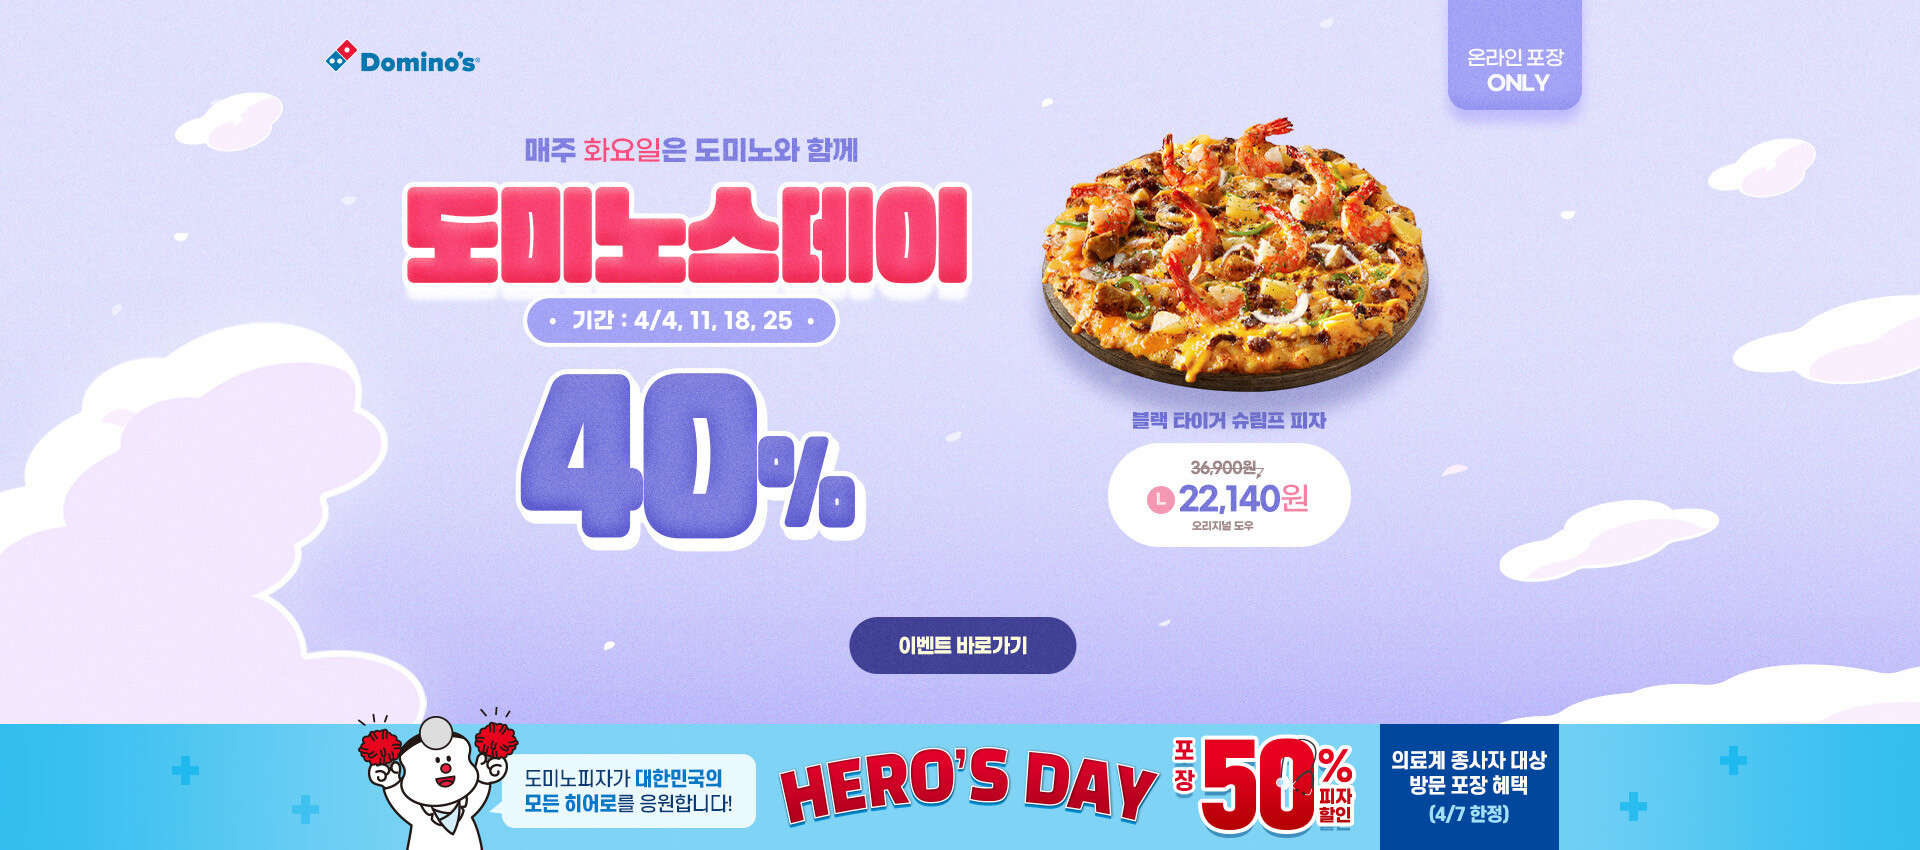 Domino's
온라인 포장
ONLY
매주 화요일은 도미노와 함께
도미노스데이
• 기간 : 4/4, 11, 18, 25 •
40%
블랙 타이거 슈림프 피자
36,900원
L 22,140원
오리지널 도우
이벤트 바로가기
도미노피자가 대한민국의
모든 히어로를 응원합니다!
HERO'S DAY
포장 50% 피자 할인
의료계 종사자 대상
방문 포장 혜택
(4/7 한정)